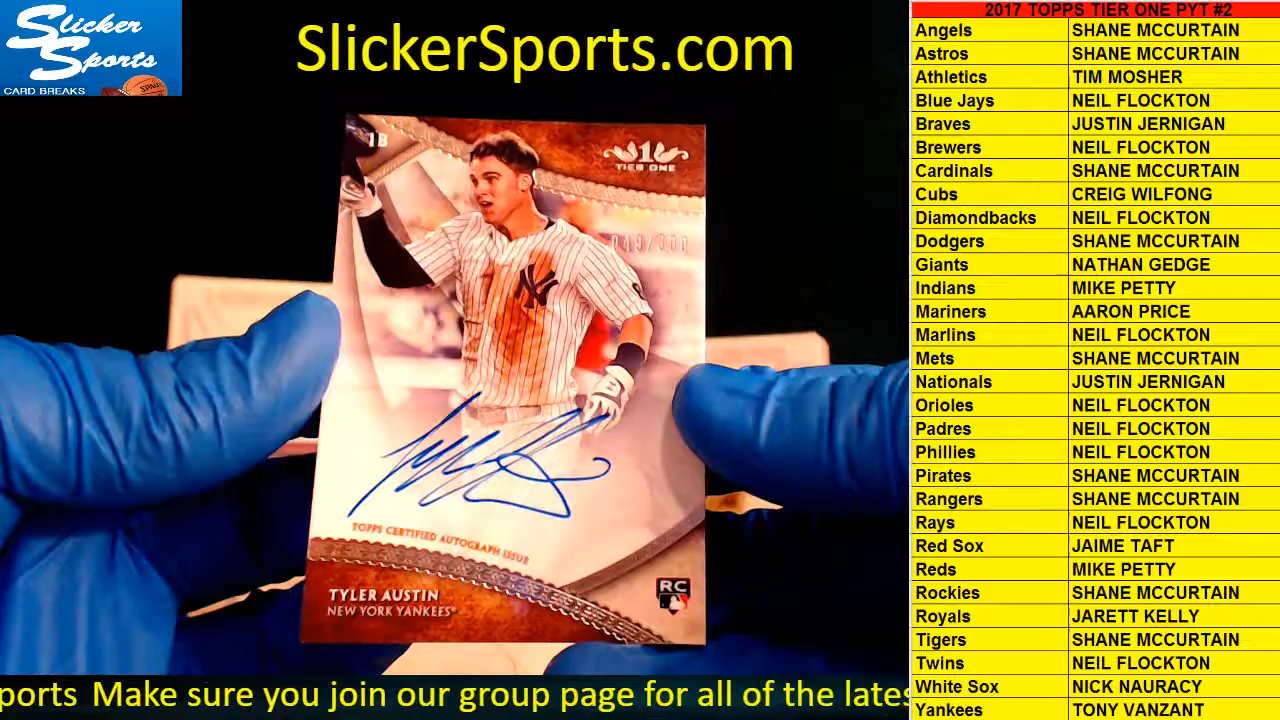 Slicker
Sports
CARD BREAKS
SlickerSports.com
1B
1
TIER ONE
NY
TOPPS CERTIFIED AUTOGRAPH ISSUE
TYLER AUSTIN
NEW YORK YANKEES
RC
ports Make sure you join our group page for all of the lates
2017 TOPPS TIER ONE PYT #2
Angels SHANE MCCURTAIN
Astros SHANE MCCURTAIN
Athletics TIM MOSHER
Blue Jays NEIL FLOCKTON
Braves JUSTIN JERNIGAN
Brewers NEIL FLOCKTON
Cardinals SHANE MCCURTAIN
Cubs CREIG WILFONG
Diamondbacks NEIL FLOCKTON
Dodgers SHANE MCCURTAIN
Giants NATHAN GEDGE
Indians MIKE PETTY
Mariners AARON PRICE
Marlins NEIL FLOCKTON
Mets SHANE MCCURTAIN
Nationals JUSTIN JERNIGAN
Orioles NEIL FLOCKTON
Padres NEIL FLOCKTON
Phillies NEIL FLOCKTON
Pirates SHANE MCCURTAIN
Rangers SHANE MCCURTAIN
Rays NEIL FLOCKTON
Red Sox JAIME TAFT
Reds MIKE PETTY
Rockies SHANE MCCURTAIN
Royals JARETT KELLY
Tigers SHANE MCCURTAIN
Twins NEIL FLOCKTON
White Sox NICK NAURACY
Yankees TONY VANZANT